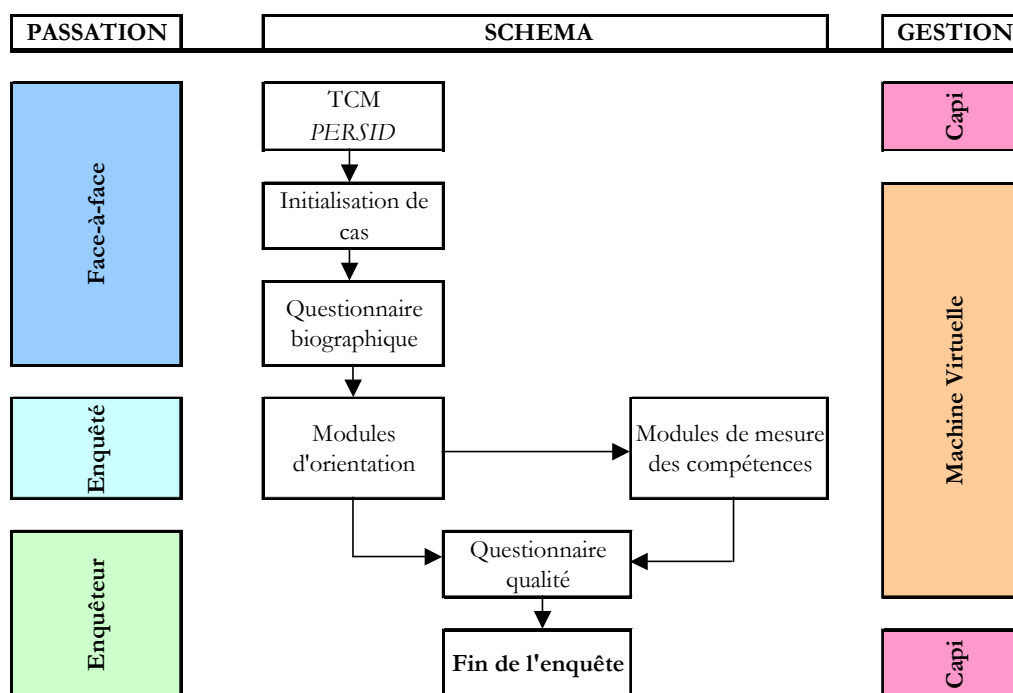 PASSATION
SCHEMA
GESTION
Face-à-face
TCM
PERSID
Capi
Initialisation de
cas
Machine Virtuelle
Questionnaire
biographique
Enquêté
Modules
d'orientation
Modules de mesure
des compétences
Enquêteur
Questionnaire
qualité
Fin de l'enquête
Capi